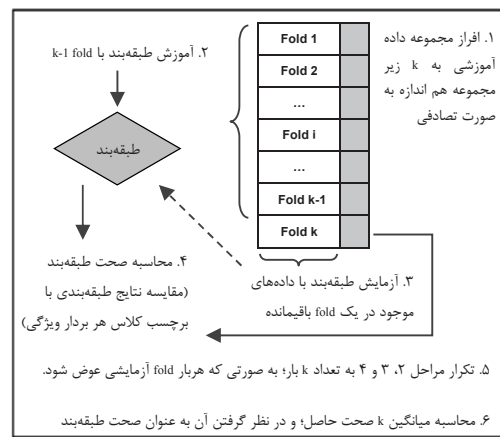 ۱. افراز مجموعه داده
آموزشی به k زیر
مجموعه هم اندازه به
صورت تصادفی
Fold 1
Fold 2
...
Fold i
...
Fold k-1
Fold k
۲. آموزش طبقه‌بند با k-1 fold
طبقه‌بند
۳. آزمایش طبقه‌بند با داده‌های
موجود در یک fold باقیمانده
۴. محاسبه صحت طبقه‌بند
(مقایسه نتایج طبقه‌بندی با
برچسب کلاس هر بردار ویژگی)
۵. تکرار مراحل ۲، ۳ و ۴ به تعداد k بار؛ به صورتی که هربار fold آزمایشی عوض شود.
۶. محاسبه میانگین k صحت حاصل؛ و در نظر گرفتن آن به عنوان صحت طبقه‌بند